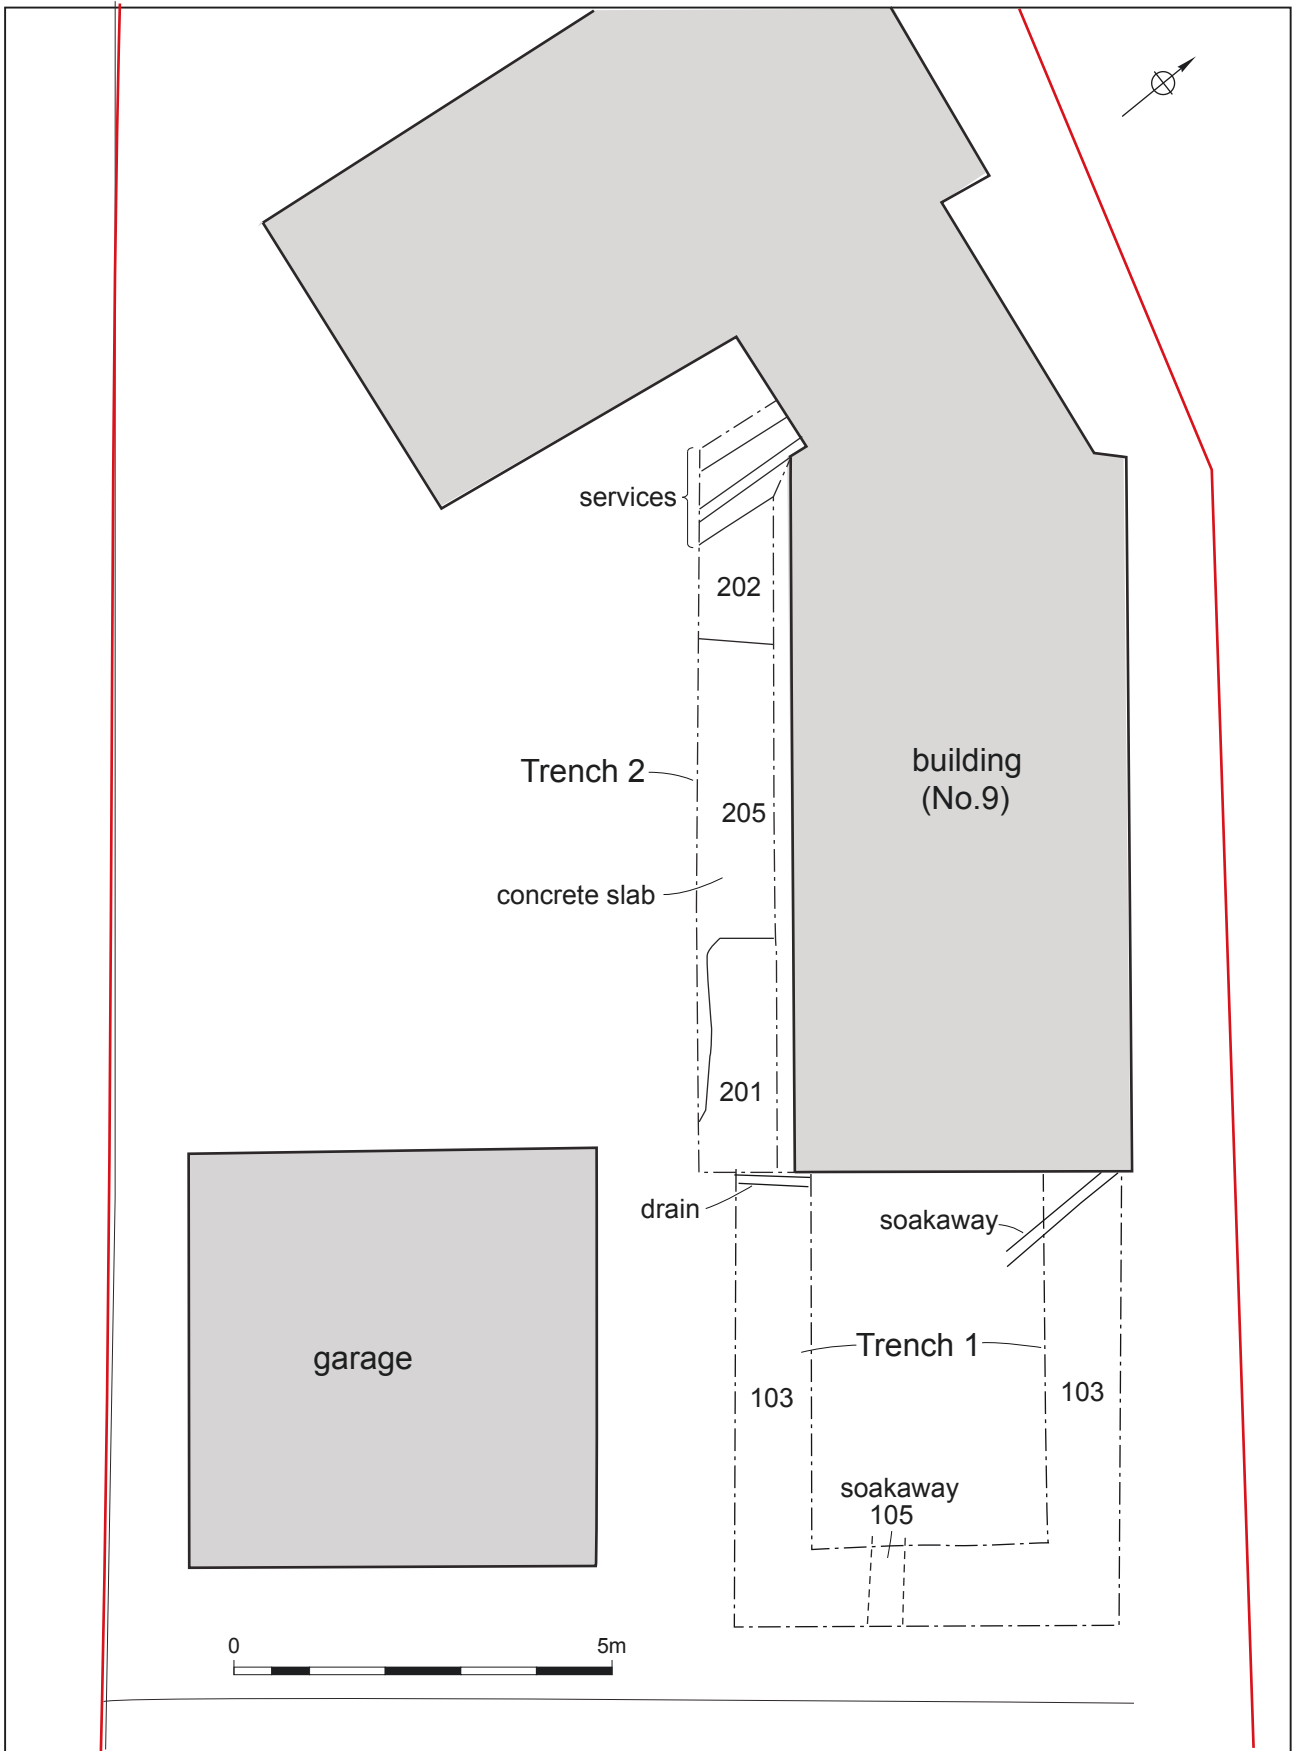 services
202
Trench 2
building
(No.9)
205
concrete slab
201
drain
soakaway
garage
Trench 1
103
103
soakaway
105
0
5m